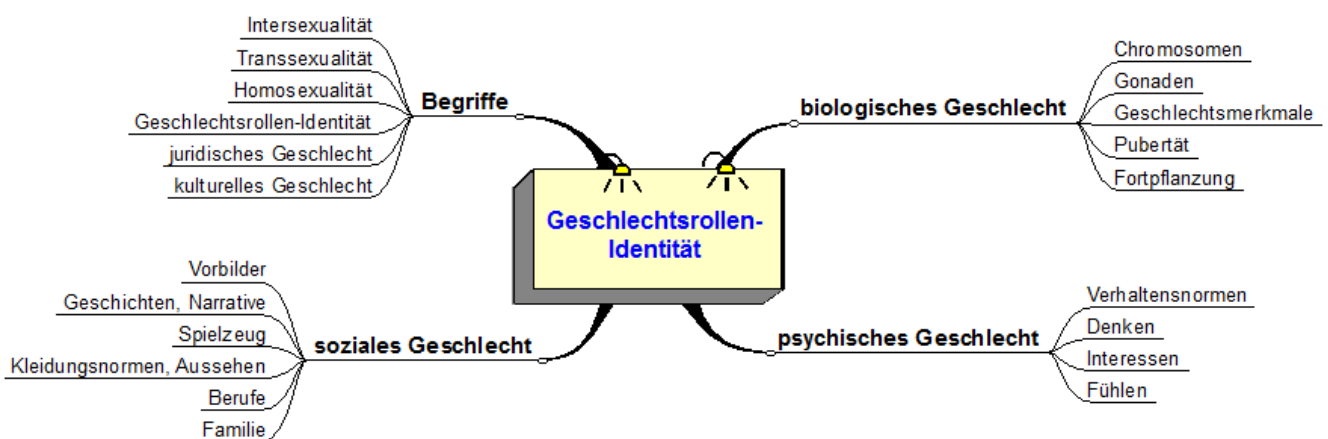 Geschlechtsrollen-
Identität
Begriffe
Intersexualität
Transsexualität
Homosexualität
Geschlechtsrollen-Identität
juridisches Geschlecht
kulturelles Geschlecht
biologisches Geschlecht
Chromosomen
Gonaden
Geschlechtsmerkmale
Pubertät
Fortpflanzung
soziales Geschlecht
Vorbilder
Geschichten, Narrative
Spielzeug
Kleidungsnormen, Aussehen
Berufe
Familie
psychisches Geschlecht
Verhaltensnormen
Denken
Interessen
Fühlen